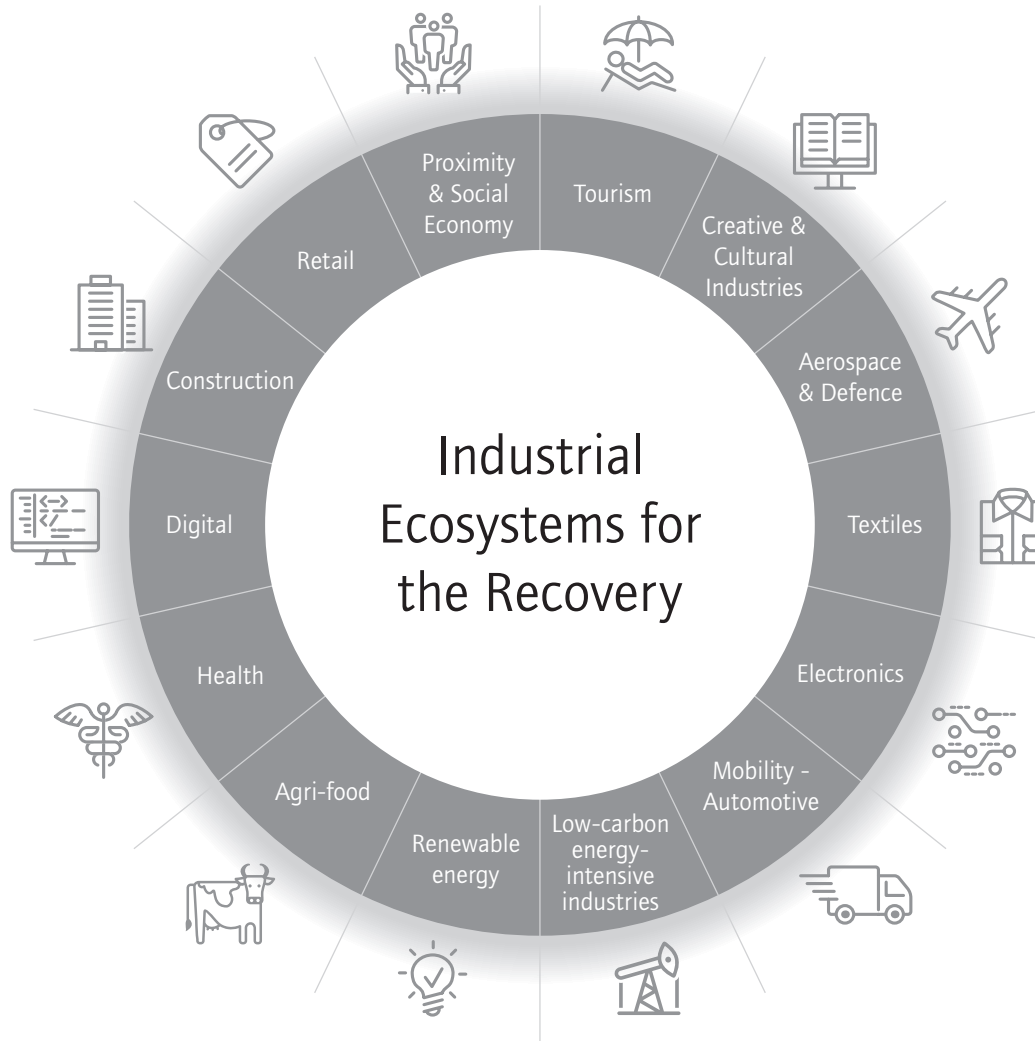 Industrial
Ecosystems for
the Recovery
Tourism
Creative &
Cultural
Industries
Aerospace
& Defence
Textiles
Electronics
Mobility -
Automotive
Low-carbon
energy-
intensive
industries
Renewable
energy
Agri-food
Health
Digital
Construction
Retail
Proximity
& Social
Economy